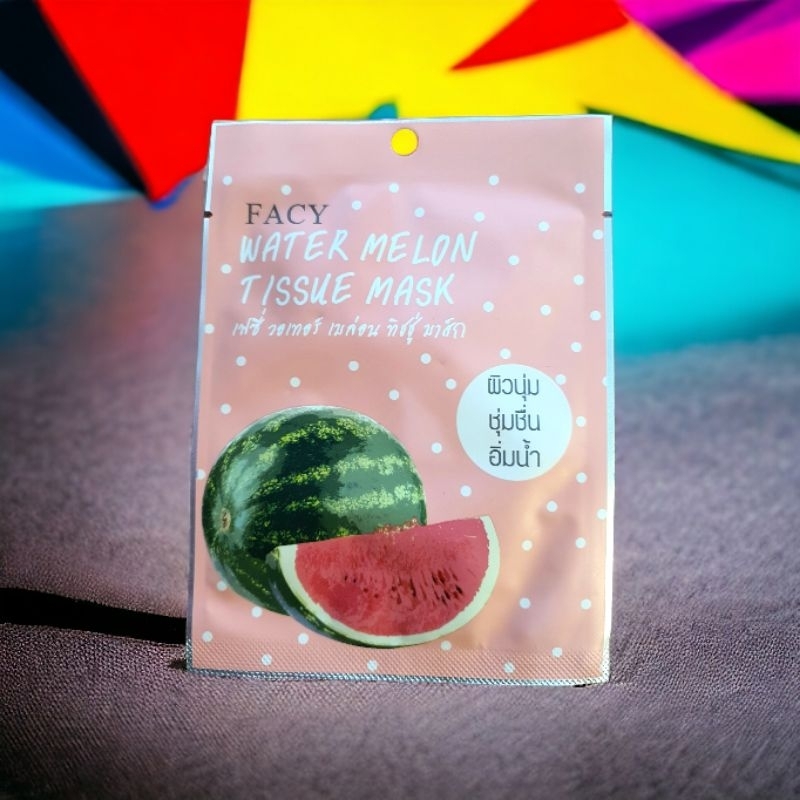 FACY
WATER MELON
TISSUE MASK
เฟซี่ วอเทอร์ เมล่อน ทิชชู่ มาส์ก
ผิวนุ่ม
ชุ่มชื่น
อิ่มน้ำ